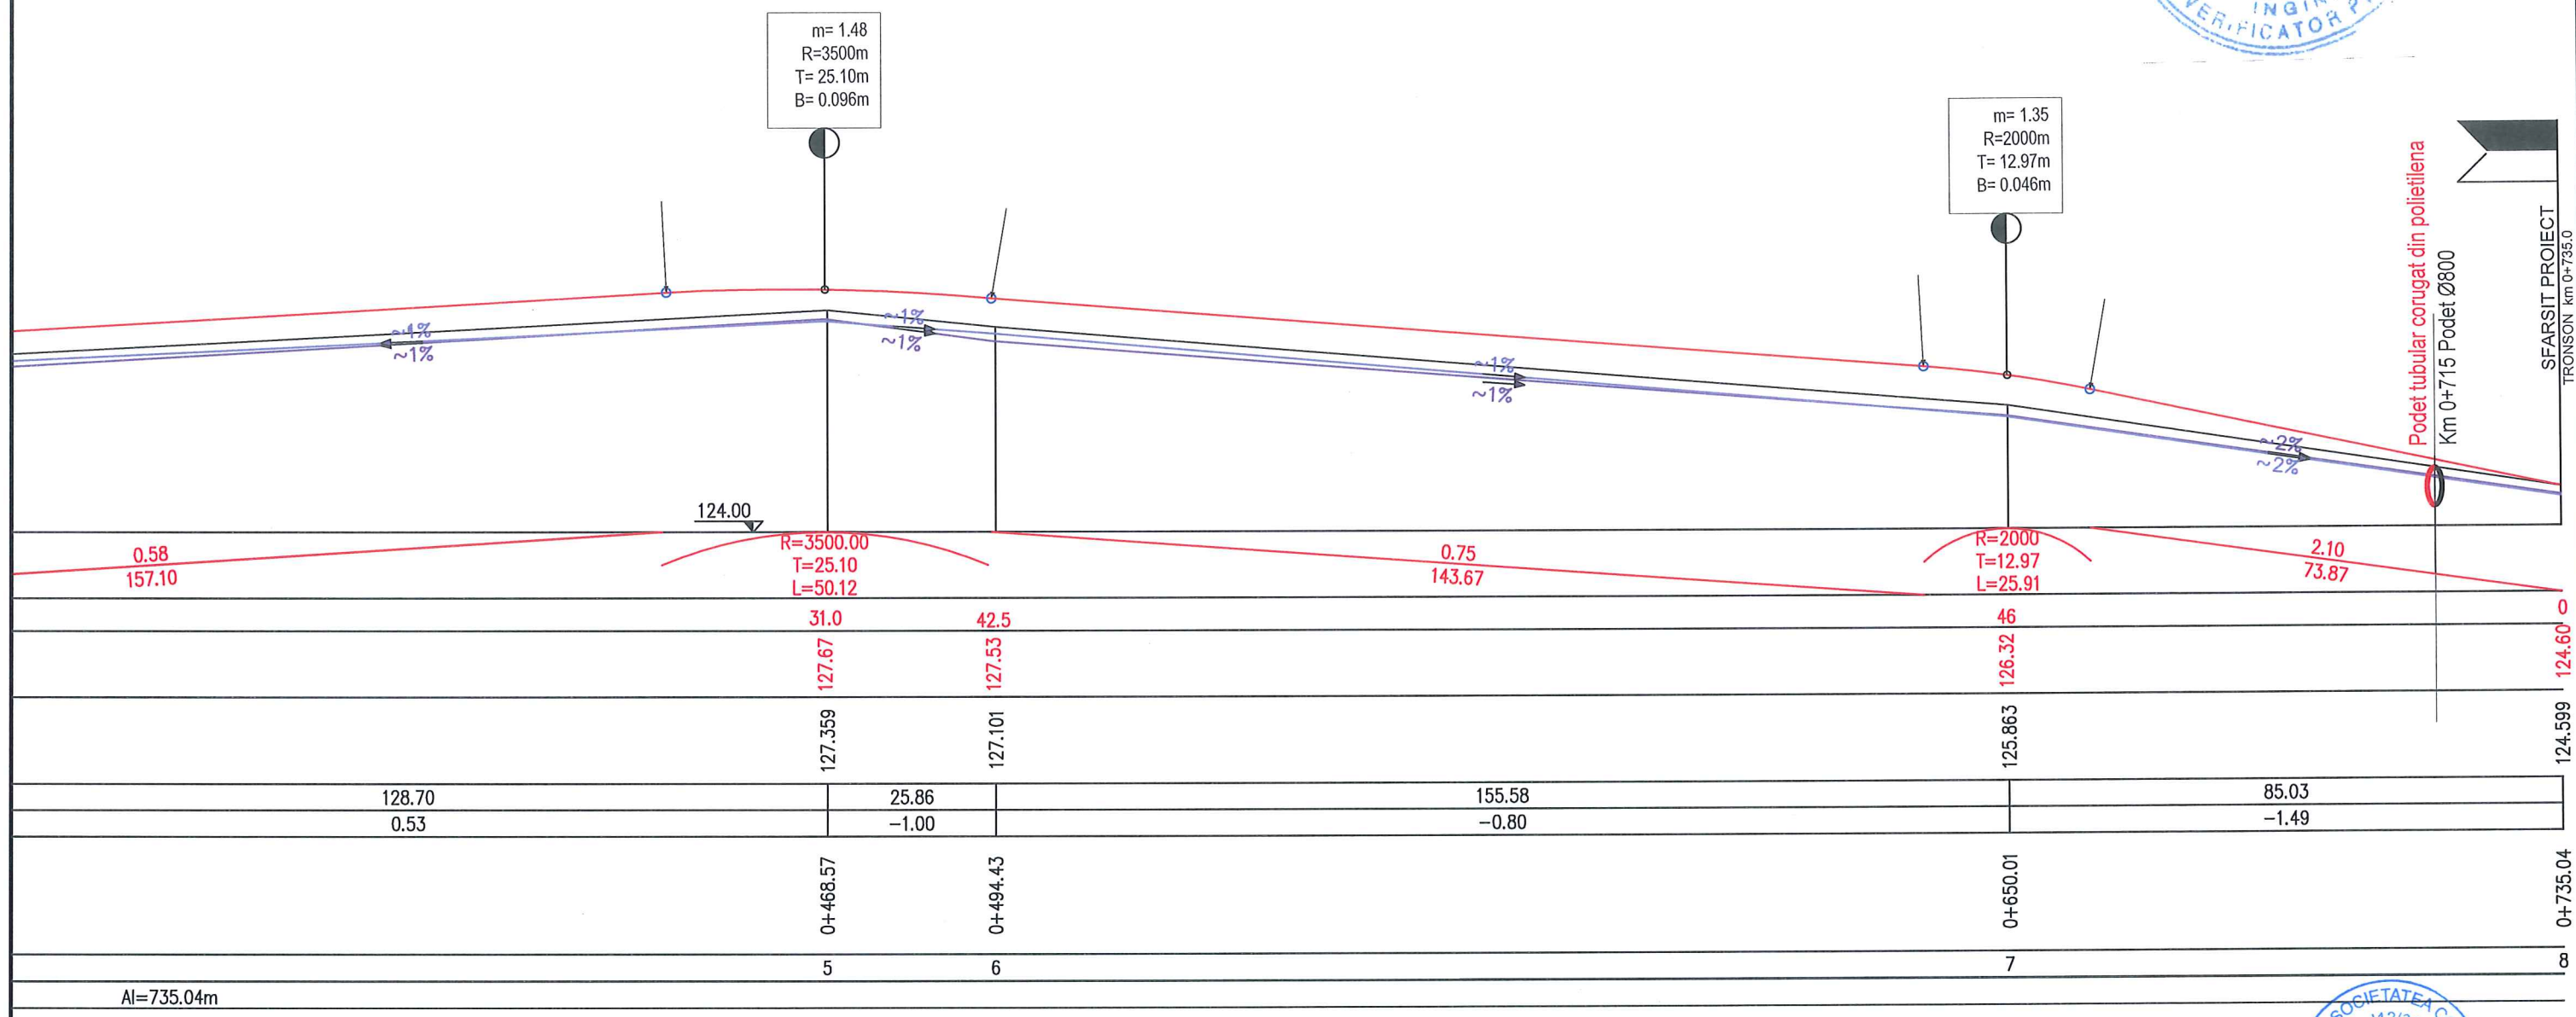 INGIN
VERIFICATOR P
m= 1.48
R=3500m
T= 25.10m
B= 0.096m
m= 1.35
R=2000m
T= 12.97m
B= 0.046m
Podet tubular corugat din polietilena
Km 0+715 Podet Ø800
SFARSIT PROIECT
TRONSON km 0+735.0
~1%
~1%
~1%
~1%
~1%
~1%
~2%
~2%
124.00
0.58
157.10
R=3500.00
T=25.10
L=50.12
0.75
143.67
R=2000
T=12.97
L=25.91
2.10
73.87
31.0 42.5 46 0
127.67 127.53 126.32 124.60
127.359 127.101 125.863 124.599
128.70 25.86 155.58 85.03
0.53 -1.00 -0.80 -1.49
0+468.57 0+494.43 0+650.01 0+735.04
5 6 7 8
Al=735.04m
SOCIETATEA C